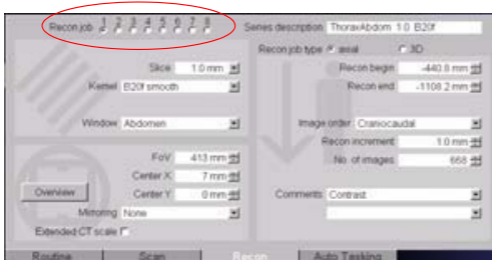 Recon job 1 2 3 4 5 6 7 8
Series description ThoraxAbdom 1.0 B20f
Recon job type axial 3D
Slice 1.0 mm
Kernel B20f smooth
Window Abdomen
Recon begin -440.8 mm
Recon end -1108.2 mm
Image order Craniocaudal
Recon increment 1.0 mm
No. of images 668
FoV 413 mm
Center X 7 mm
Center Y 0 mm
Overview
Mirroring None
Extended CT scale
Comments Contrast
Routine Scan Recon Auto Tasking